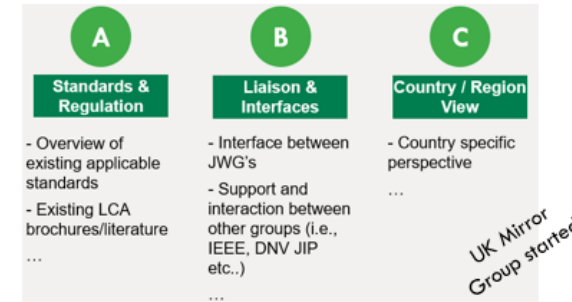 A
Standards &
Regulation
- Overview of
existing applicable
standards
- Existing LCA
brochures/literature
…
B
Liaison &
Interfaces
- Interface between
JWG's
- Support and
interaction between
other groups (i.e.,
IEEE, DNV JIP
etc..)
…
C
Country / Region
View
- Country specific
perspective
…
UK Mirror
Group started